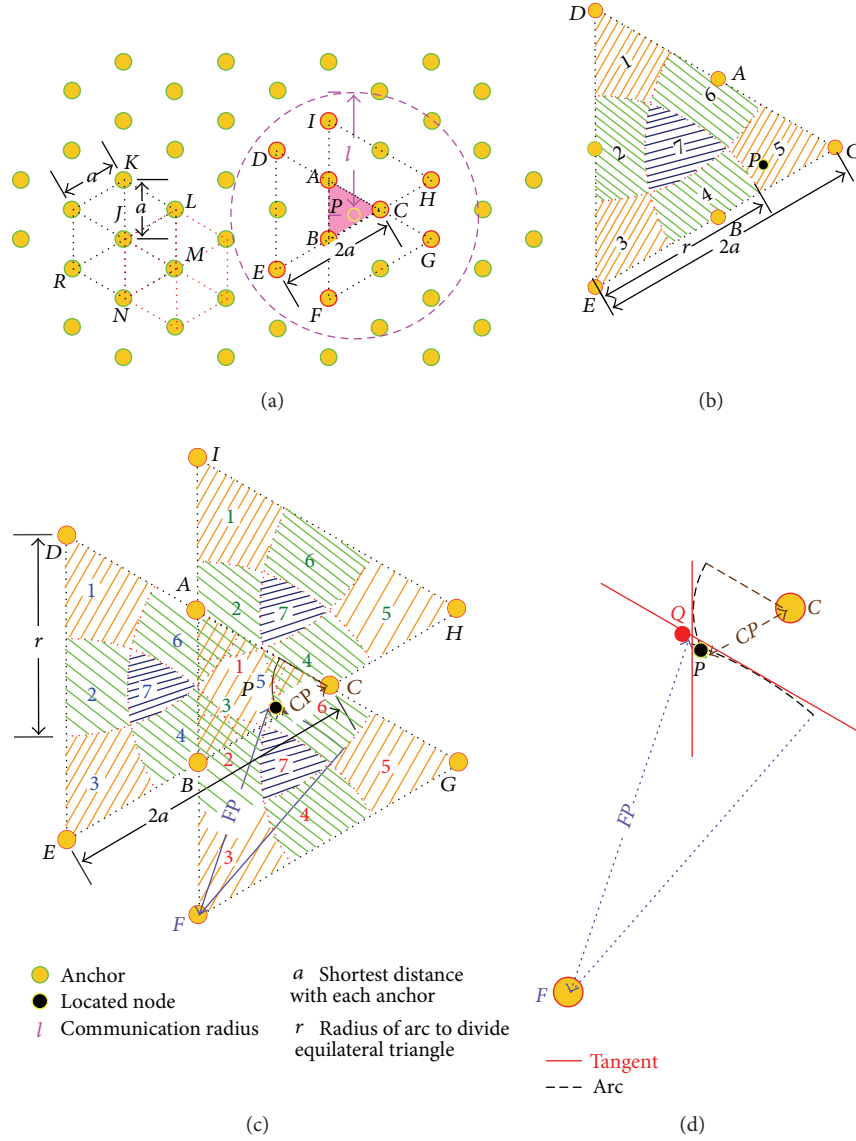 I
D
l
K
a
A
H
a
L
P
C
J
B
M
2a
G
R
E
N
F
(a)
D
1
A
6
C
2
7
5
P
4
B
3
r
2a
E
(b)
I
D
1
1
6
A
2
7
5
H
r
6
1
4
2
7
P
5
C
3
CP
6
4
2
7
5
G
B
3
2a
FP
4
E
3
F
Anchor
Located node
l Communication radius
a Shortest distance
with each anchor
r Radius of arc to divide
equilateral triangle
(c)
Q
C
CP
P
FP
F
Tangent
Arc
(d)